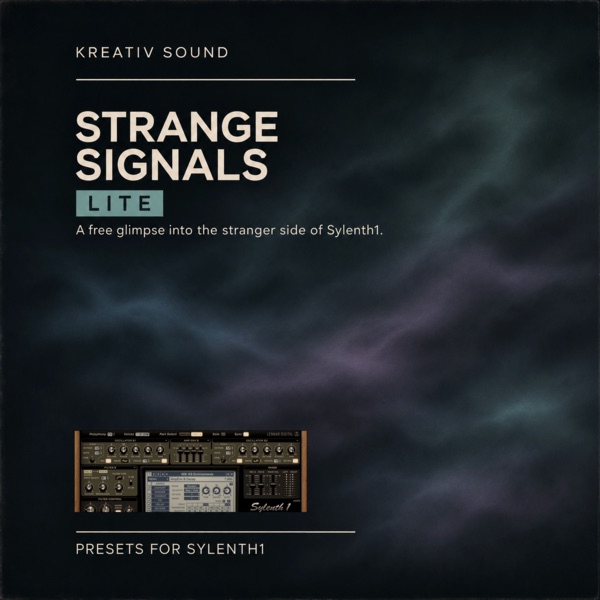 KREATIV SOUND
STRANGE
SIGNALS
LITE
A free glimpse into the stranger side of Sylenth1.
Sylenth1
PRESETS FOR SYLENTH1